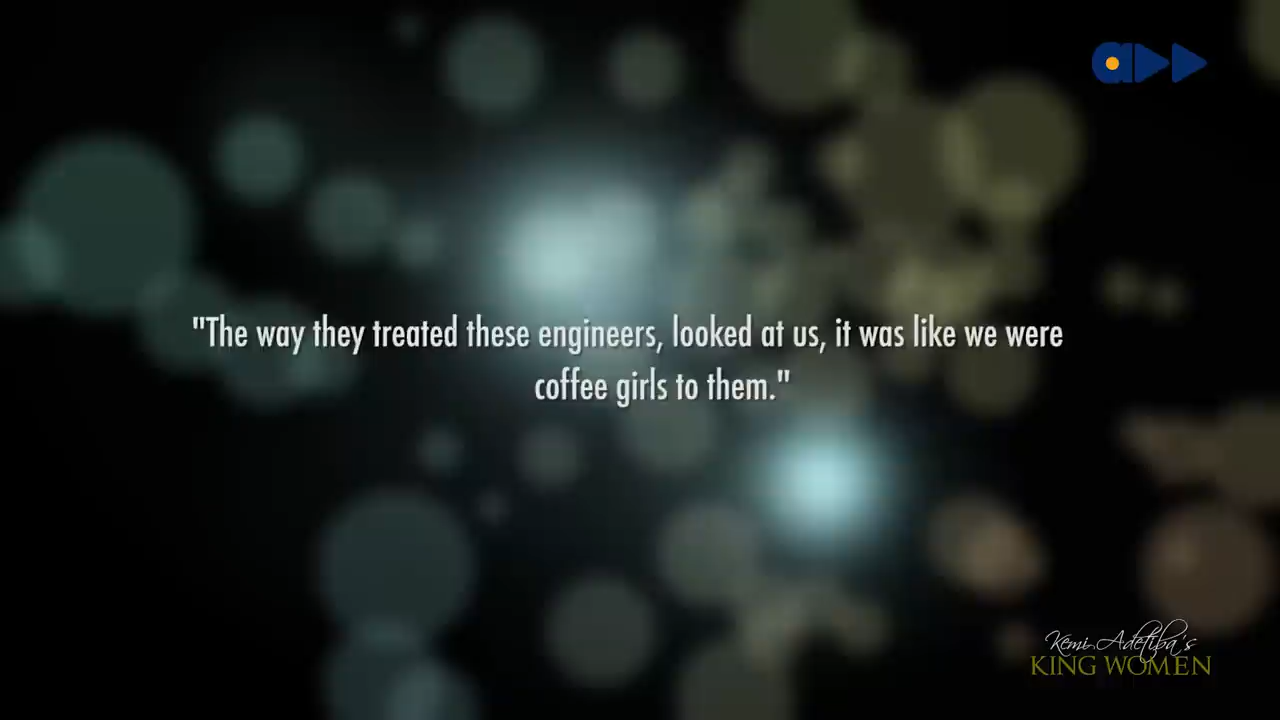 "The way they treated these engineers, looked at us, it was like we were
coffee girls to them."
Kemi Adetiba's
KING WOMEN